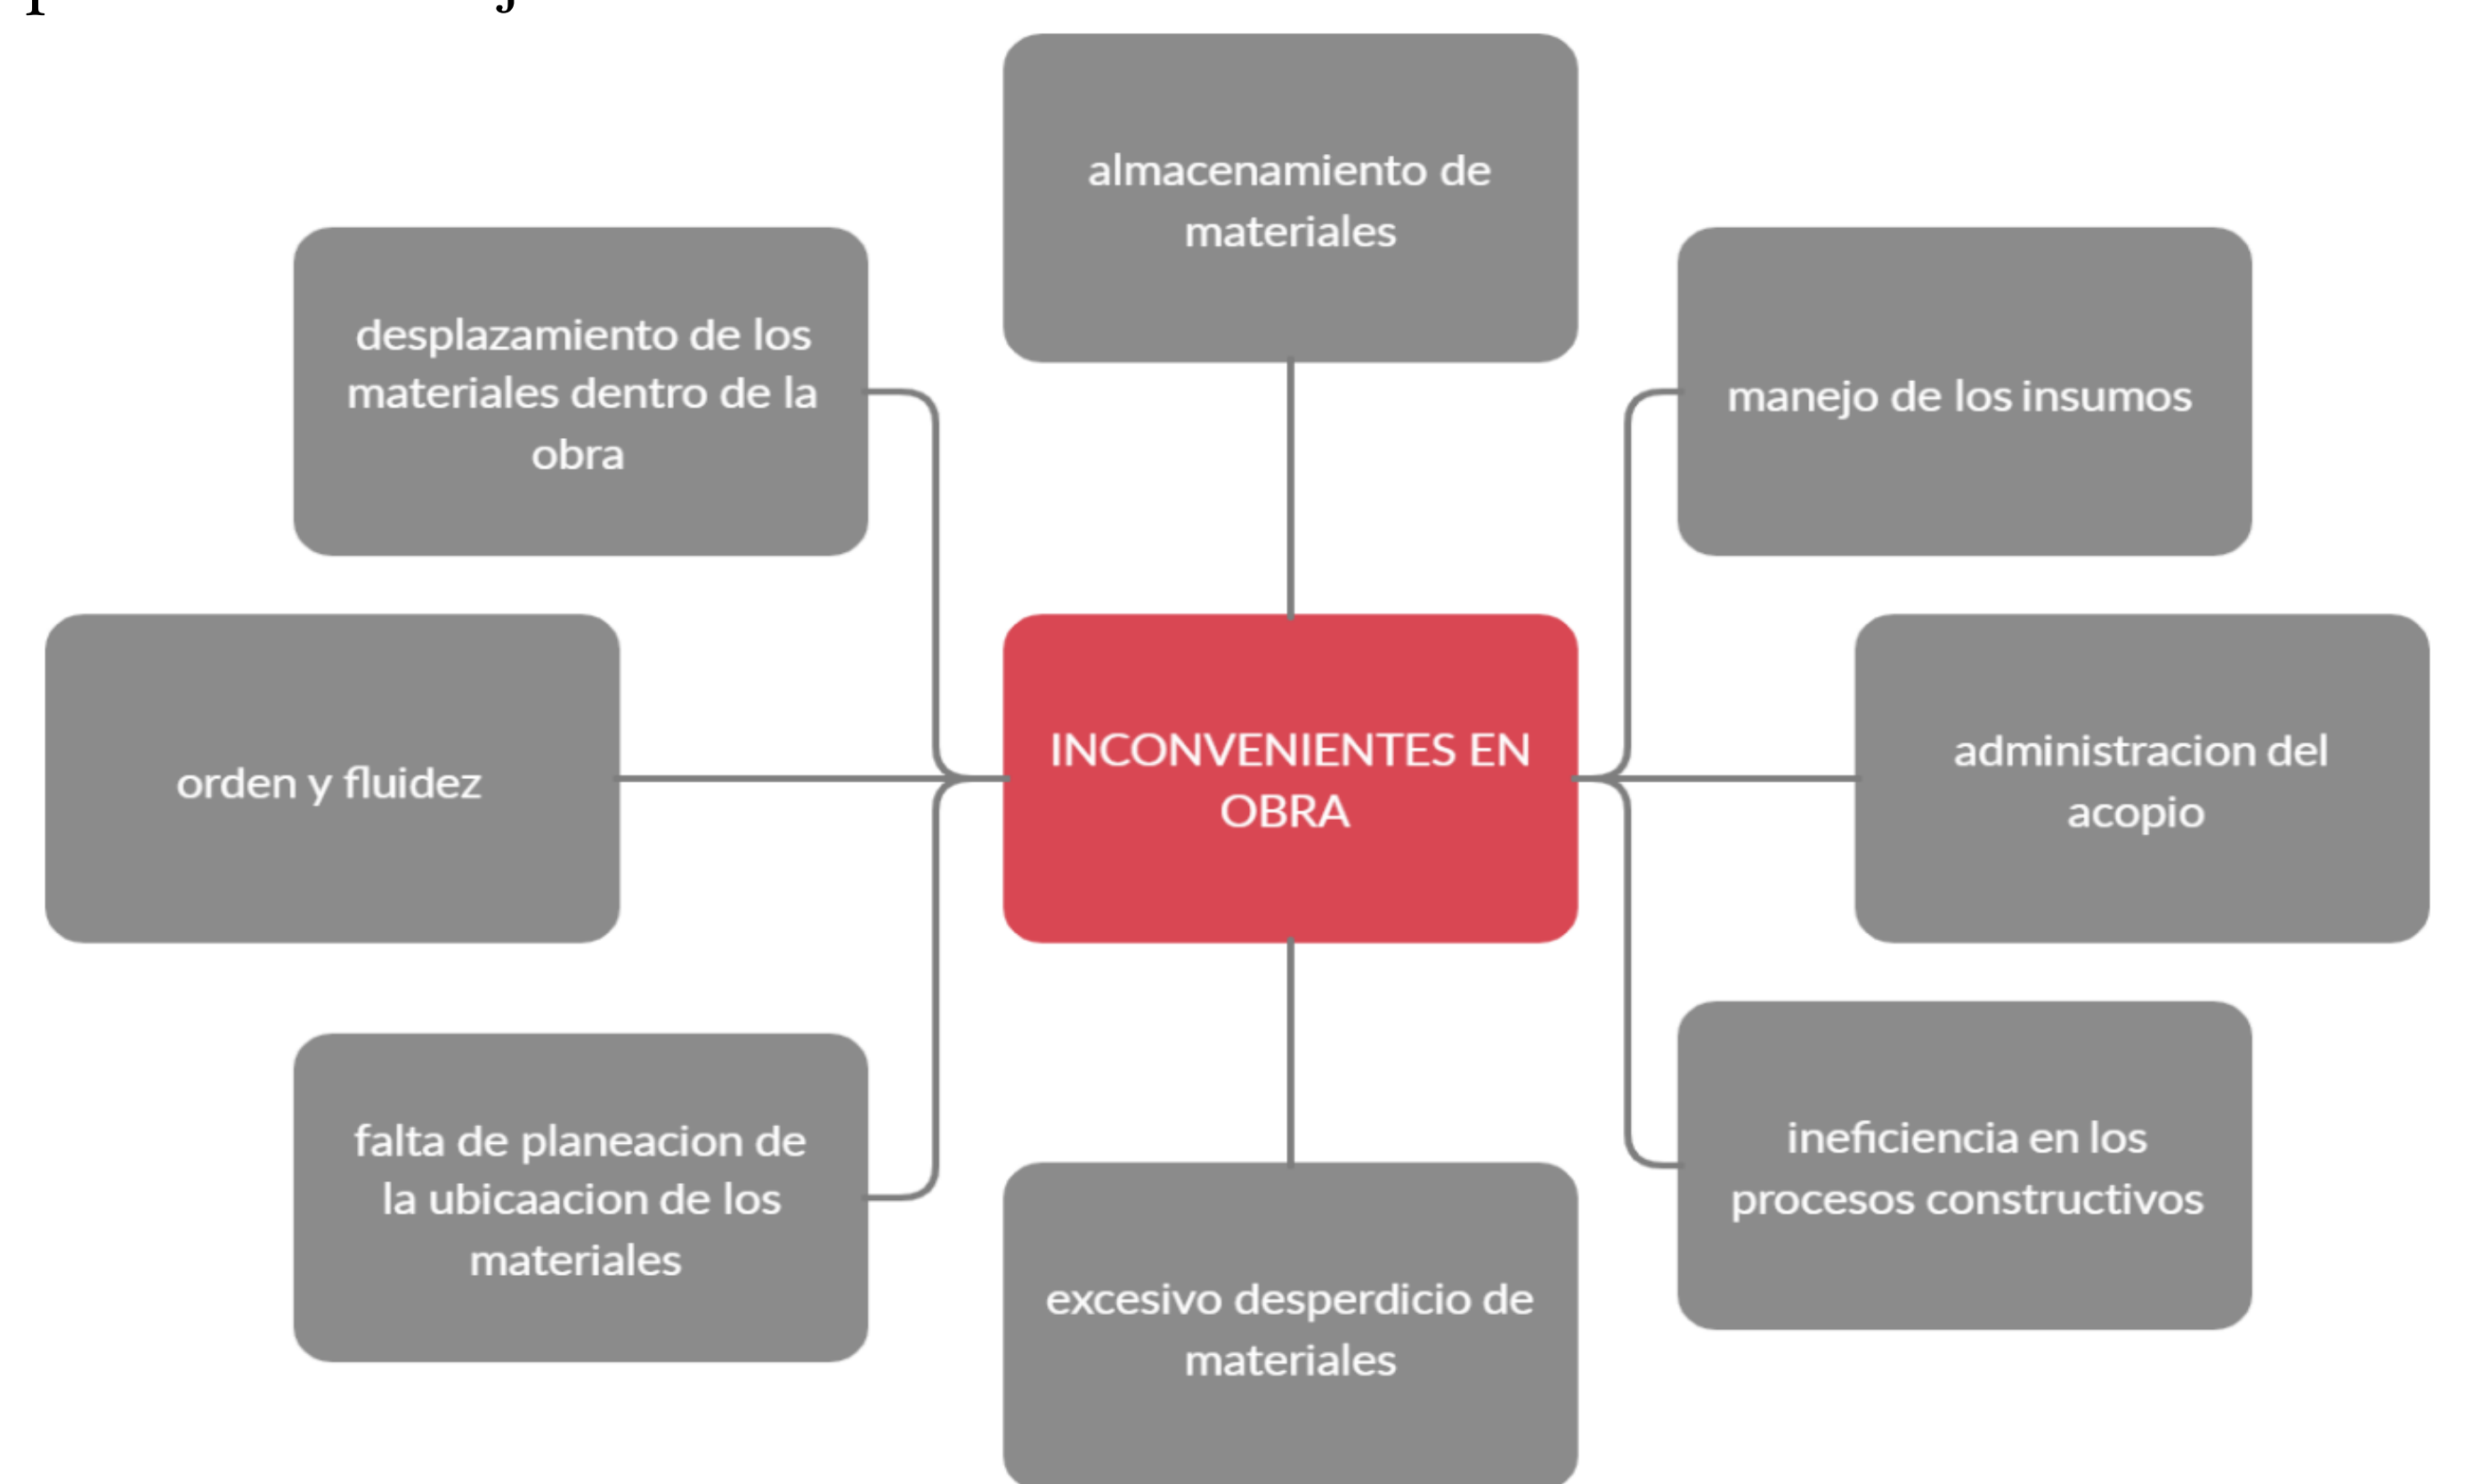 almacenamiento de
materiales
desplazamiento de los
materiales dentro de la
obra
manejo de los insumos
INCONVENIENTES EN
OBRA
orden y fluidez
administracion del
acopio
falta de planeacion de
la ubicaacion de los
materiales
ineficiencia en los
procesos constructivos
excesivo desperdicio de
materiales